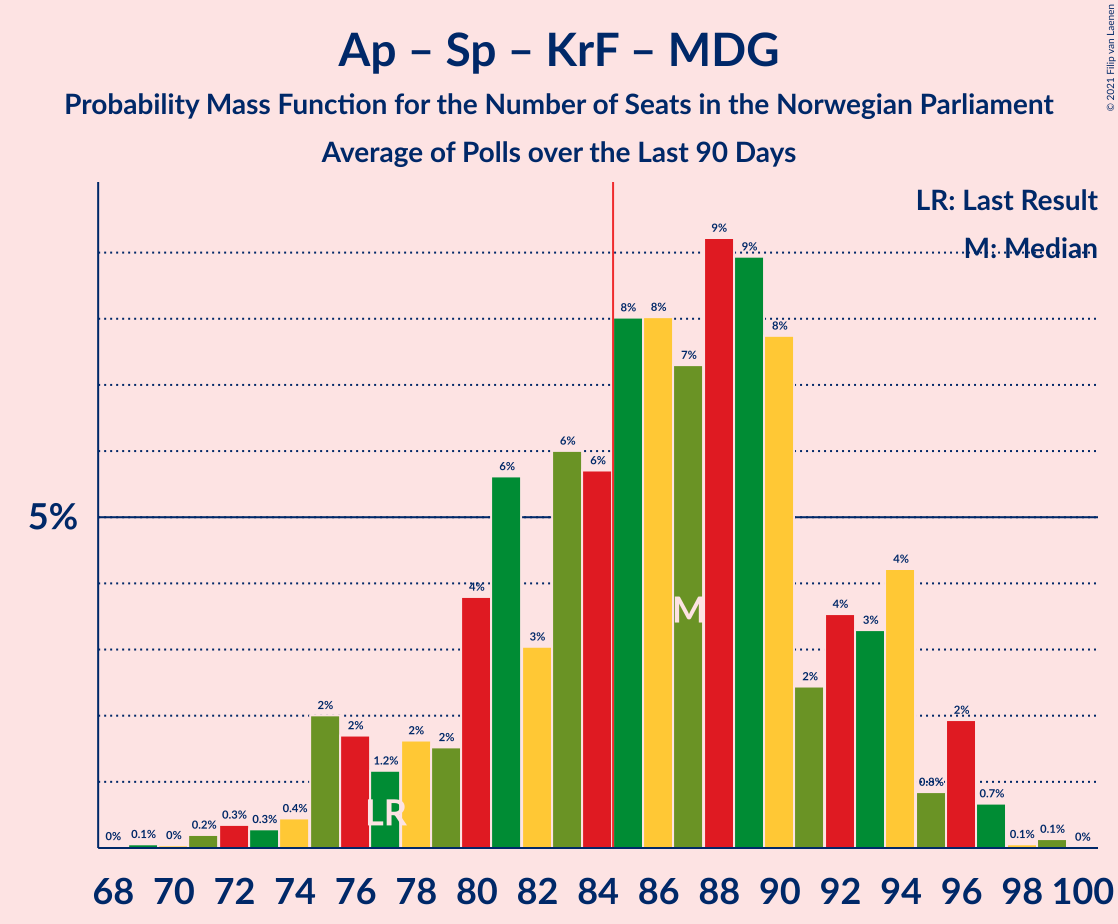 Ap – Sp – KrF – MDG
Probability Mass Function for the Number of Seats in the Norwegian Parliament
Average of Polls over the Last 90 Days
© 2021 Filip van Laenen
LR: Last Result
M: Median
5%
0% 0.1% 0% 0.2% 0.3% 0.3% 0.4% 2% 2% 1.2% 2% 2% 4% 6% 3% 6% 6% 8% 8% 7% 9% 9% 8% 2% 4% 3% 4% 0.8% 2% 0.7% 0.1% 0.1% 0%
M
LR
68 70 72 74 76 78 80 82 84 86 88 90 92 94 96 98 100